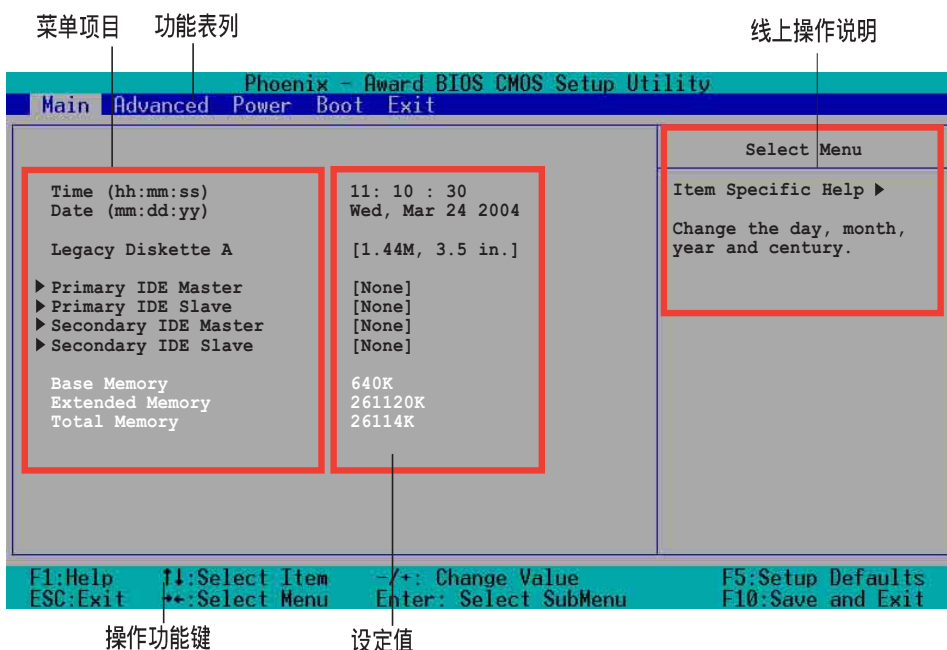 菜单项目 功能表列 线上操作说明
Phoenix - Award BIOS CMOS Setup Utility
Main Advanced Power Boot Exit
Select Menu
Time (hh:mm:ss) 11: 10 : 30
Date (mm:dd:yy) Wed, Mar 24 2004
Legacy Diskette A [1.44M, 3.5 in.]
Primary IDE Master [None]
Primary IDE Slave [None]
Secondary IDE Master [None]
Secondary IDE Slave [None]
Base Memory 640K
Extended Memory 261120K
Total Memory 26114K
Item Specific Help ▶
Change the day, month,
year and century.
F1:Help ↑↓:Select Item -/+: Change Value F5:Setup Defaults
ESC:Exit →←:Select Menu Enter: Select SubMenu F10:Save and Exit
操作功能键 设定值